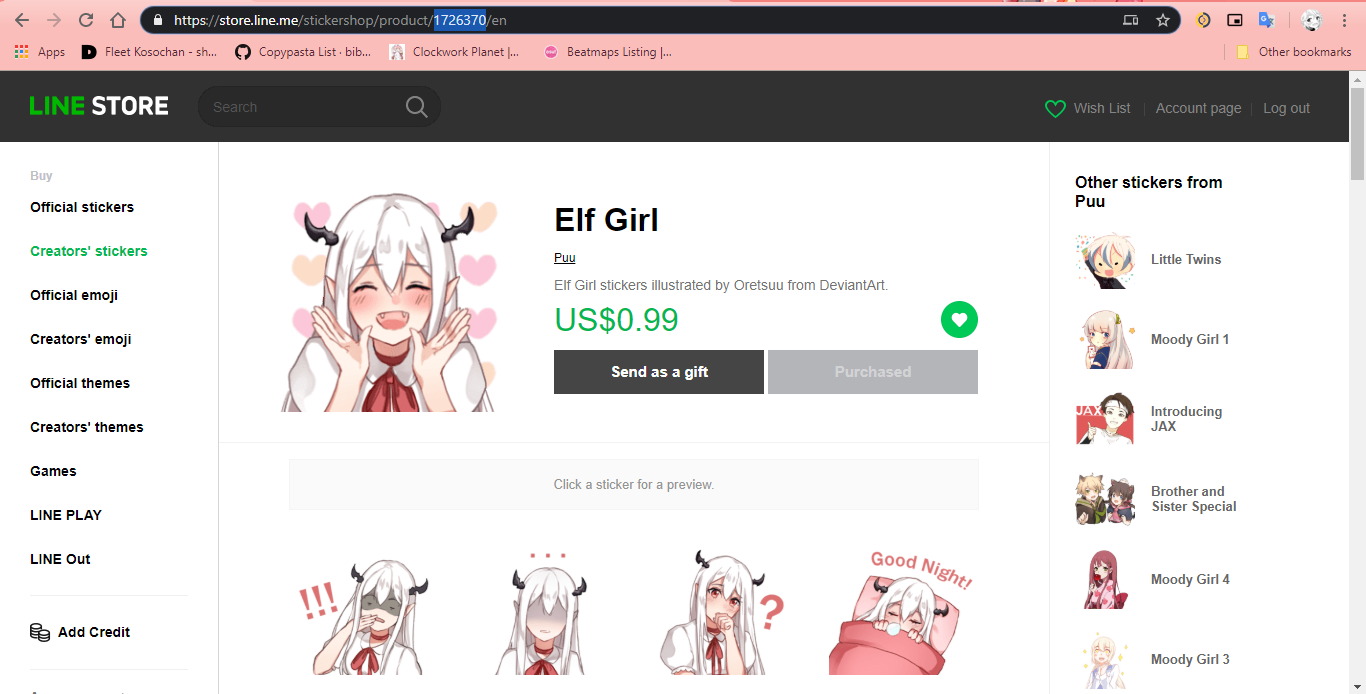 https://store.line.me/stickershop/product/1726370/en
Apps
Fleet Kosochan - sh...
Copypasta List · bib...
Clockwork Planet |...
Beatmaps Listing |...
Other bookmarks
LINE STORE
Search
Wish List
Account page
Log out
Buy
Official stickers
Creators' stickers
Official emoji
Creators' emoji
Official themes
Creators' themes
Games
LINE PLAY
LINE Out
Add Credit
Elf Girl
Puu
Elf Girl stickers illustrated by Oretsuu from DeviantArt.
US$0.99
Send as a gift
Purchased
Click a sticker for a preview.
!!!
...
?
Good Night!
Other stickers from
Puu
Little Twins
Moody Girl 1
JAX
Introducing
JAX
Brother and
Sister Special
Moody Girl 4
Moody Girl 3